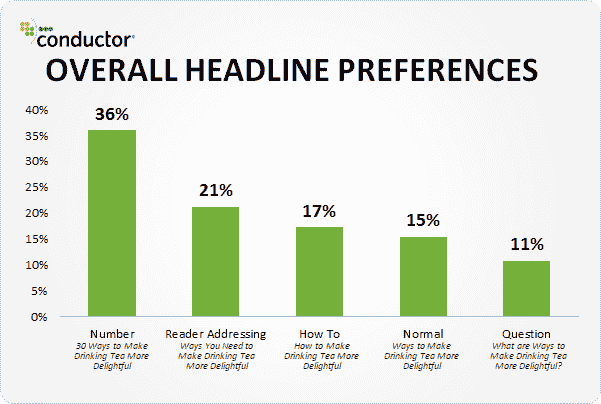 conductor
OVERALL HEADLINE PREFERENCES
40%
35%
30%
25%
20%
15%
10%
5%
0%
36%
21%
17%
15%
11%
Number
30 Ways to Make
Drinking Tea More
Delightful
Reader Addressing
Ways You Need to
Make Drinking Tea
More Delightful
How To
How to Make
Drinking Tea More
Delightful
Normal
Ways to Make
Drinking Tea More
Delightful
Question
What are Ways to
Make Drinking Tea
More Delightful?